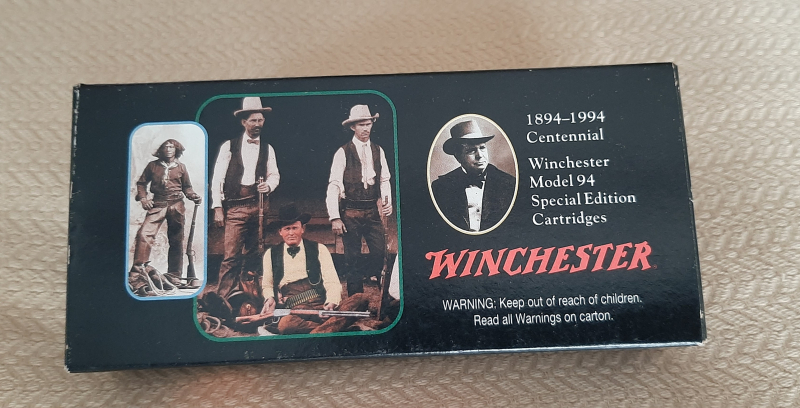 1894–1994
Centennial
Winchester
Model 94
Special Edition
Cartridges
WINCHESTER
WARNING: Keep out of reach of children.
Read all Warnings on carton.